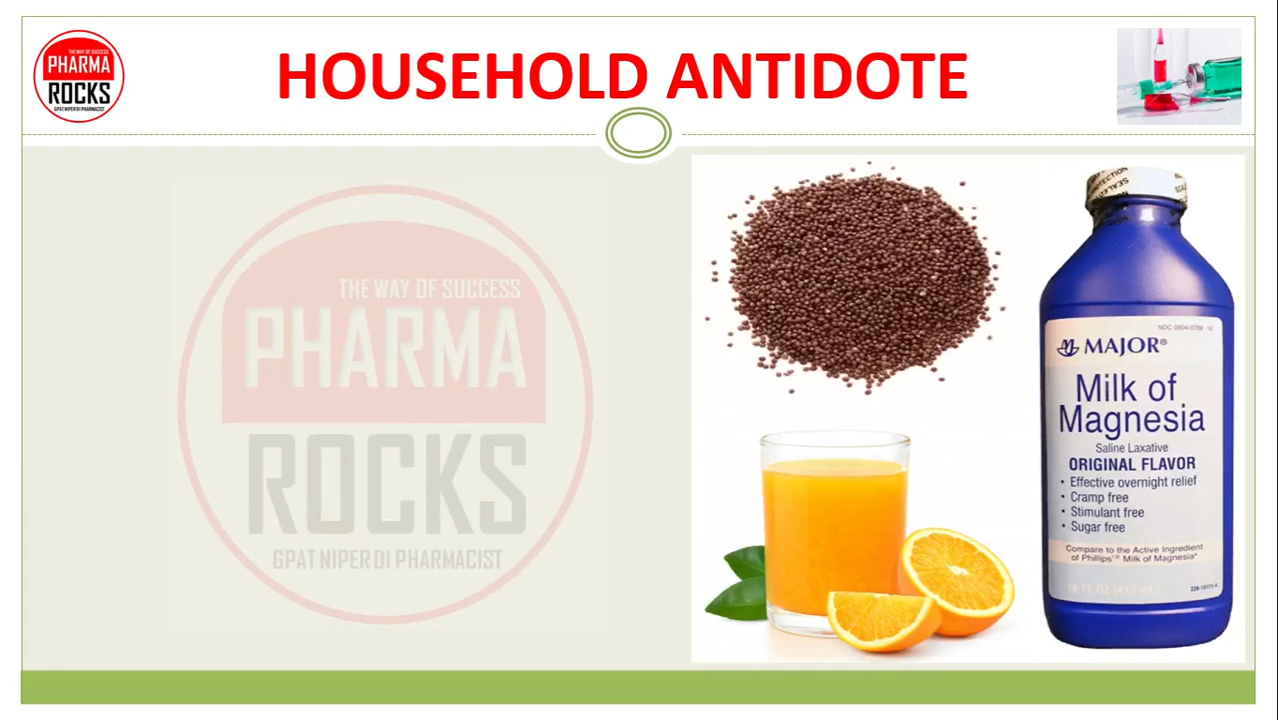 THE WAY OF SUCCESS
PHARMA
ROCKS
GPAT NIPER DI PHARMACIST
HOUSEHOLD ANTIDOTE
THE WAY OF SUCCESS
PHARMA
ROCKS
GPAT NIPER DI PHARMACIST
MAJOR®
Milk of
Magnesia
Saline Laxative
ORIGINAL FLAVOR
• Effective overnight relief
• Cramp free
• Stimulant free
• Sugar free
Compare to the Active Ingredient
of Phillips'® Milk of Magnesia*